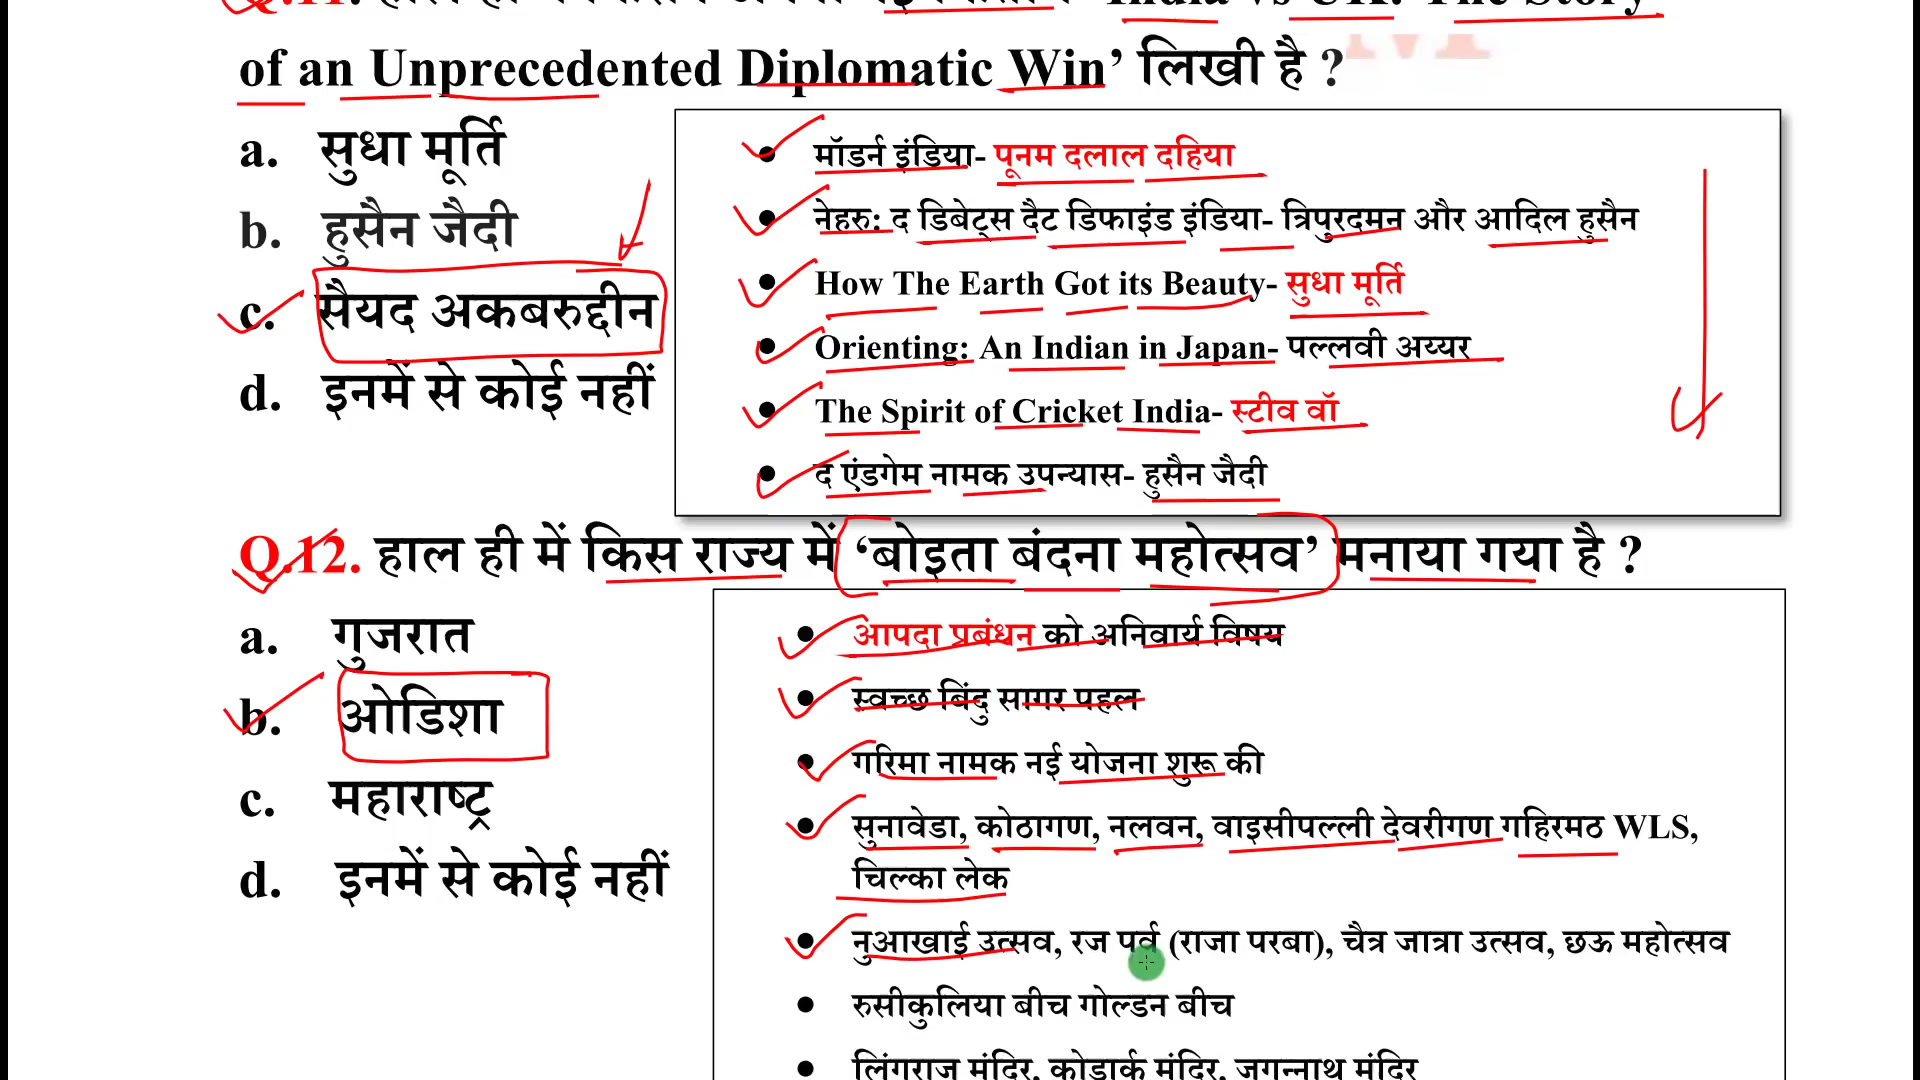 of an Unprecedented Diplomatic Win’ लिखी है ?
a. सुधा मूर्ति
b. हुसैन जैदी
c. सैयद अकबरुद्दीन
d. इनमें से कोई नहीं
• मॉडर्न इंडिया- पूनम दलाल दहिया
• नेहरु: द डिबेट्स दैट डिफाइंड इंडिया- त्रिपुरदमन और आदिल हुसैन
• How The Earth Got its Beauty- सुधा मूर्ति
• Orienting: An Indian in Japan- पल्लवी अय्यर
• The Spirit of Cricket India- स्टीव वॉ
• द एंडगेम नामक उपन्यास- हुसैन जैदी
Q.12. हाल ही में किस राज्य में ‘बोइता बंदना महोत्सव’ मनाया गया है ?
a. गुजरात
b. ओडिशा
c. महाराष्ट्र
d. इनमें से कोई नहीं
• आपदा प्रबंधन को अनिवार्य विषय
• स्वच्छ बिंदु सागर पहल
• गरिमा नामक नई योजना शुरू की
• सुनावेडा, कोठागण, नलवन, वाइसीपल्ली देवरीगण गहिरमठ WLS,
चिल्का लेक
• नुआखाई उत्सव, रज पर्व (राजा परबा), चैत्र जात्रा उत्सव, छऊ महोत्सव
• रुसीकुलिया बीच गोल्डन बीच
• लिंगराज मंदिर, कोडार्क मंदिर, जगन्नाथ मंदिर